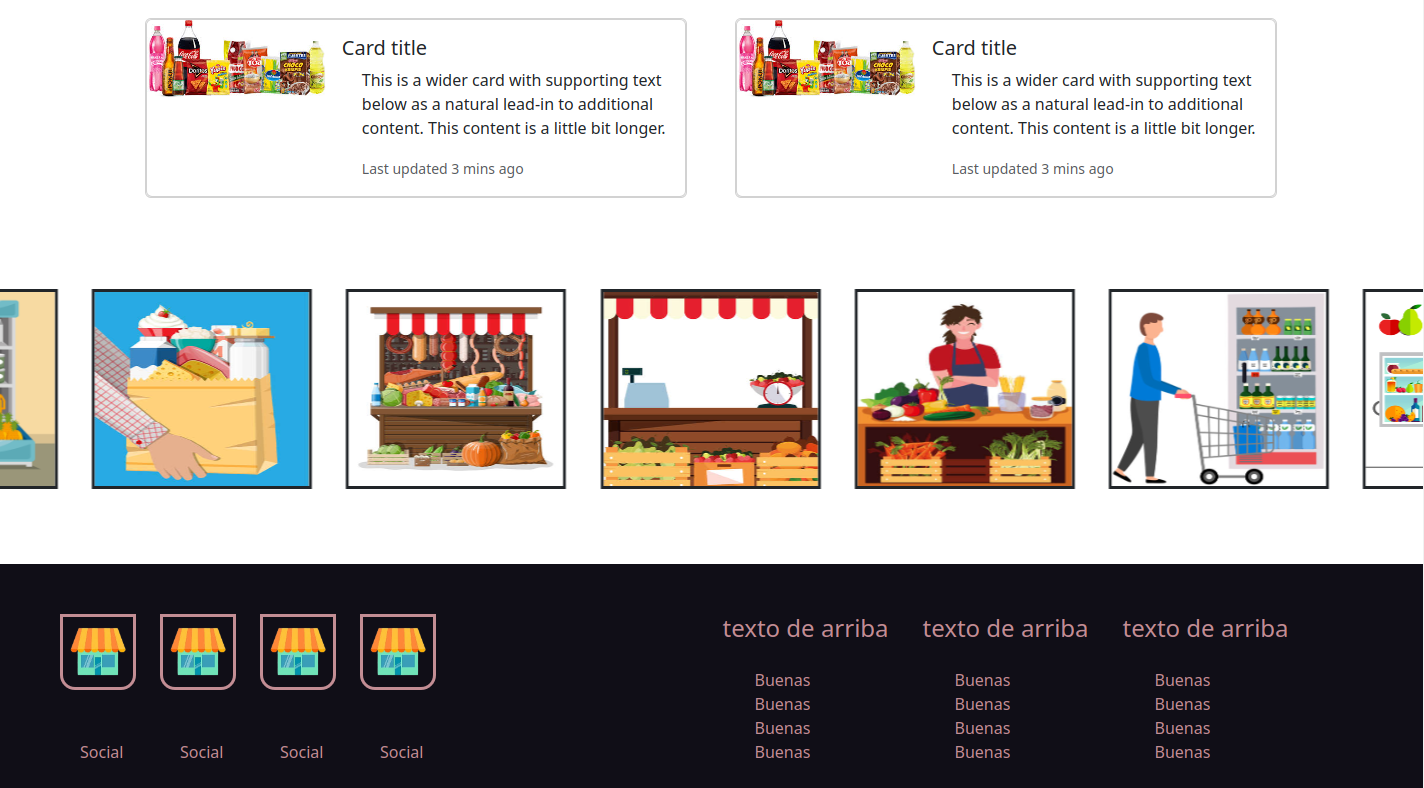 Card title
This is a wider card with supporting text
below as a natural lead-in to additional
content. This content is a little bit longer.
Last updated 3 mins ago
Card title
This is a wider card with supporting text
below as a natural lead-in to additional
content. This content is a little bit longer.
Last updated 3 mins ago
Social
Social
Social
Social
texto de arriba
Buenas
Buenas
Buenas
Buenas
texto de arriba
Buenas
Buenas
Buenas
Buenas
texto de arriba
Buenas
Buenas
Buenas
Buenas